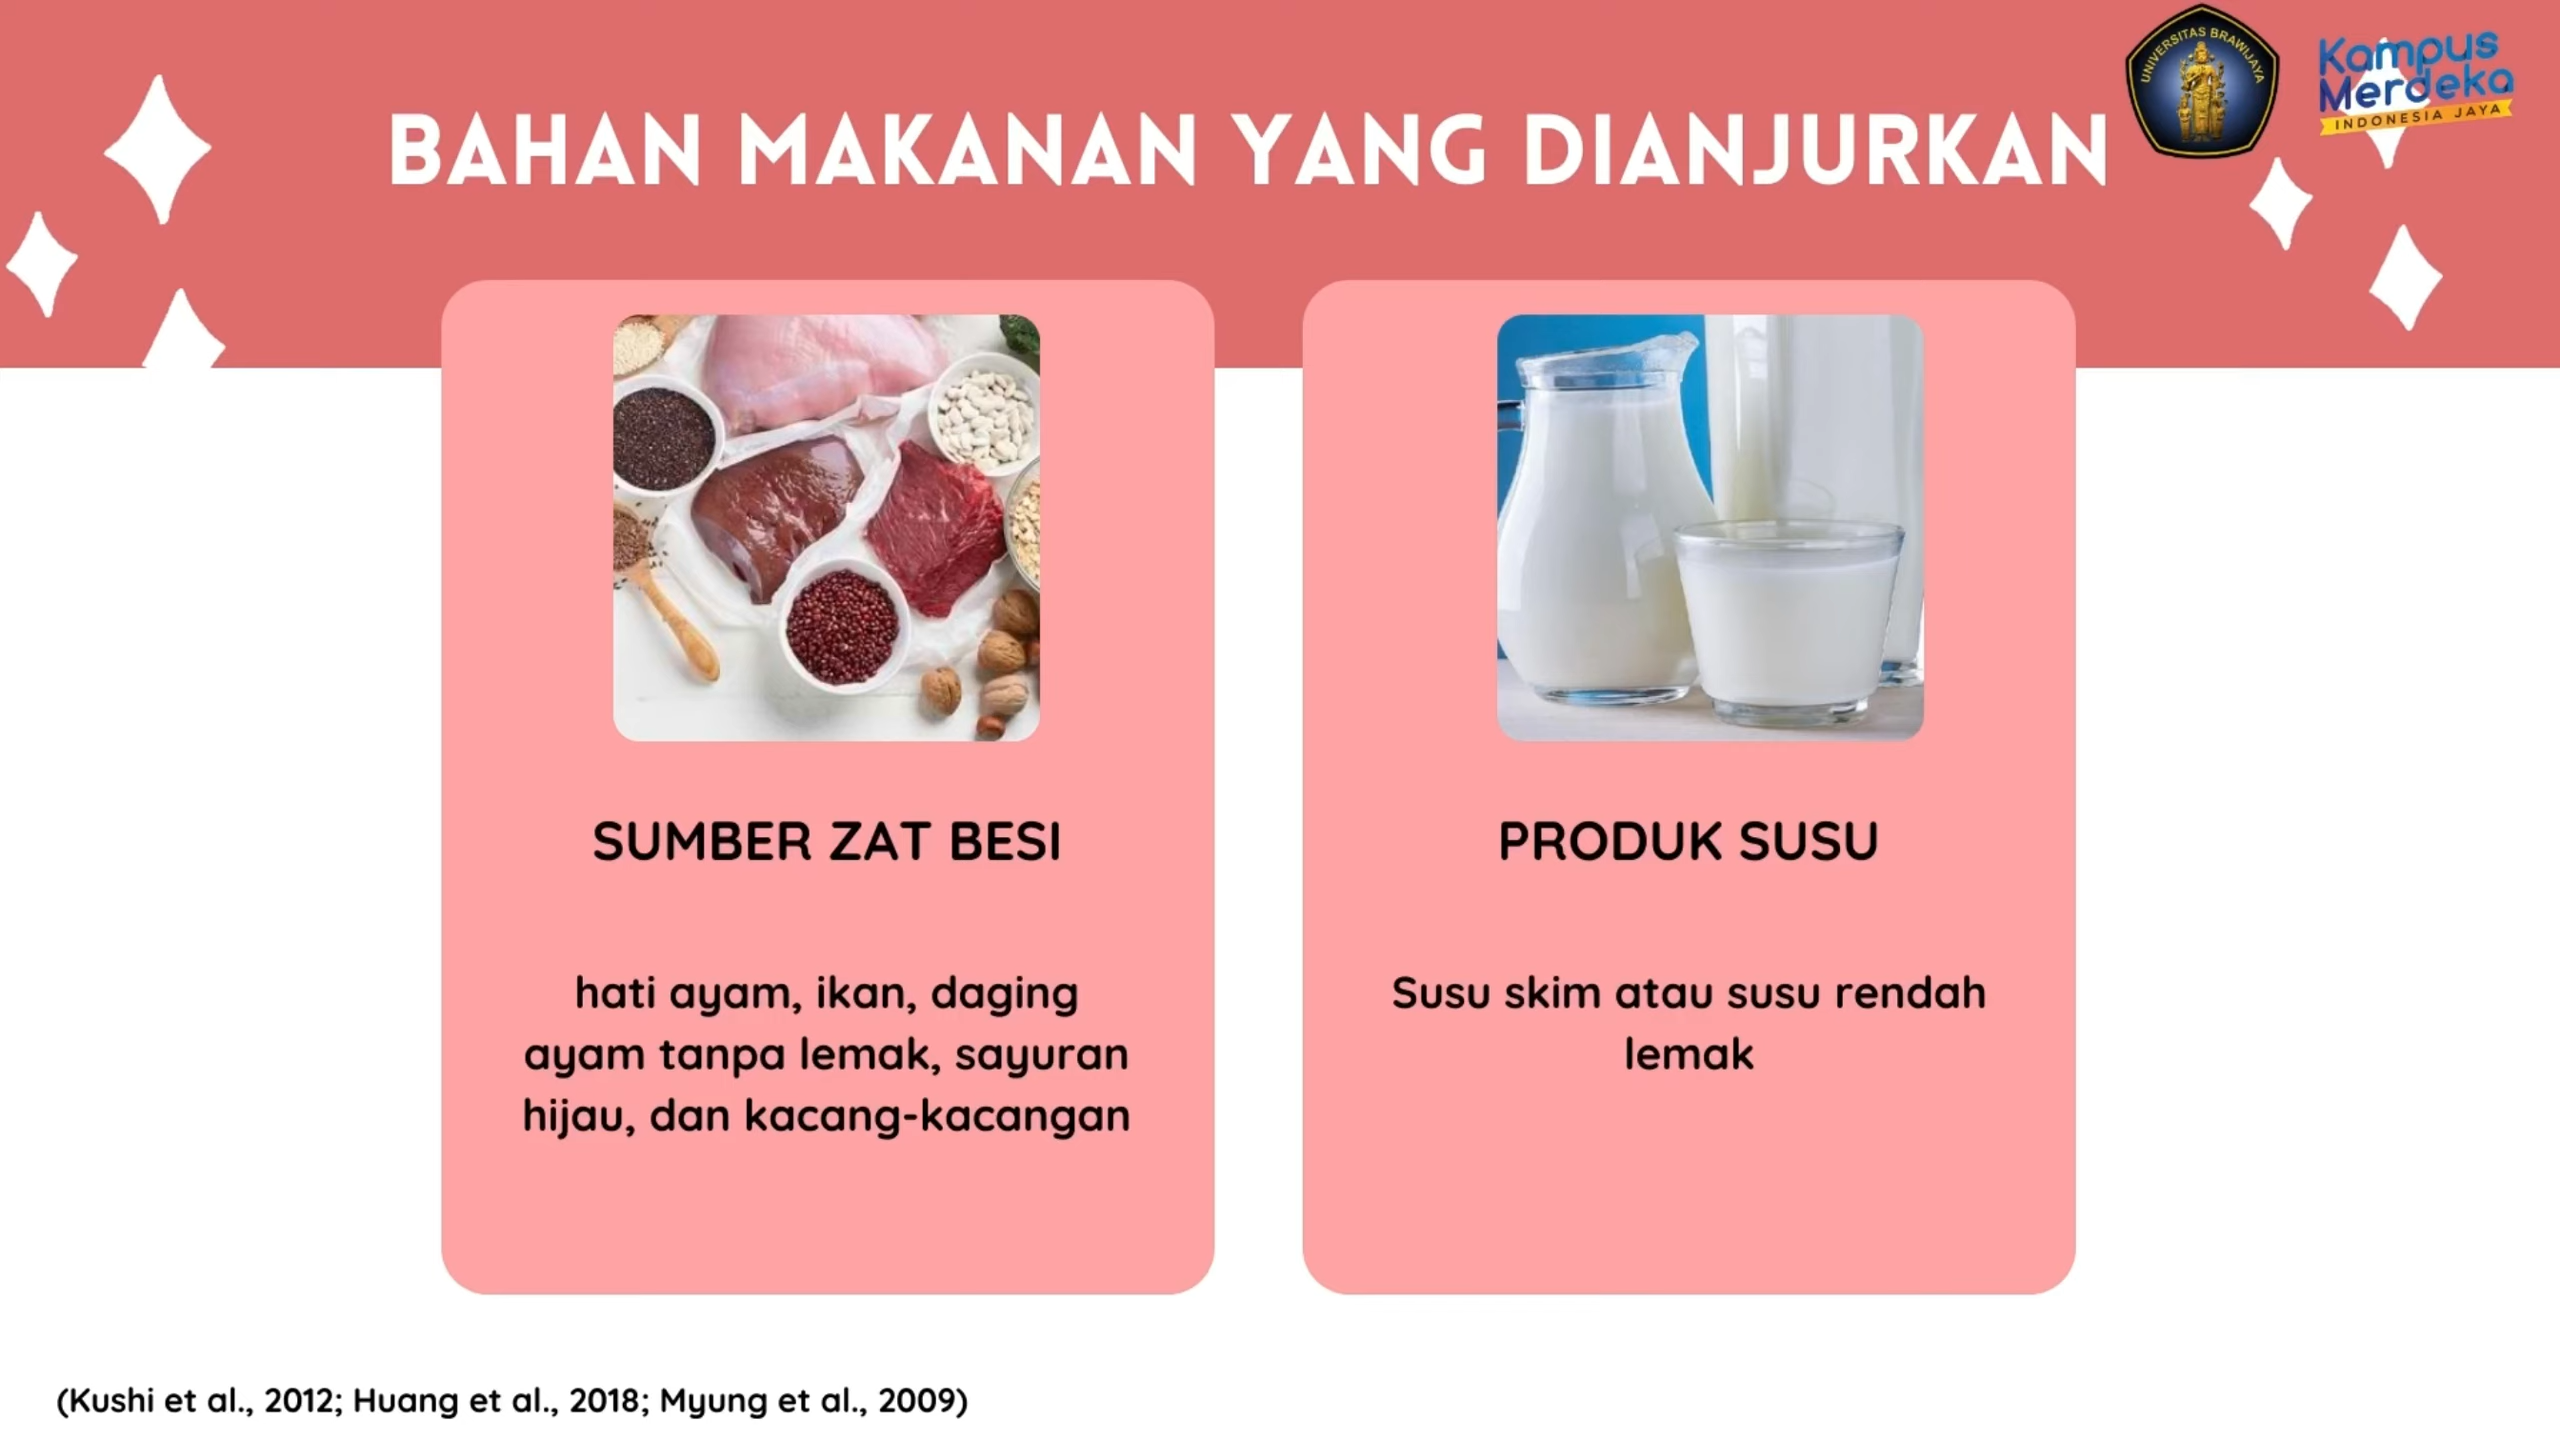 UNIVERSITAS BRAWIJAYA
Kampus
Merdeka
INDONESIA JAYA
BAHAN MAKANAN YANG DIANJURKAN
SUMBER ZAT BESI
hati ayam, ikan, daging
ayam tanpa lemak, sayuran
hijau, dan kacang-kacangan
PRODUK SUSU
Susu skim atau susu rendah
lemak
(Kushi et al., 2012; Huang et al., 2018; Myung et al., 2009)